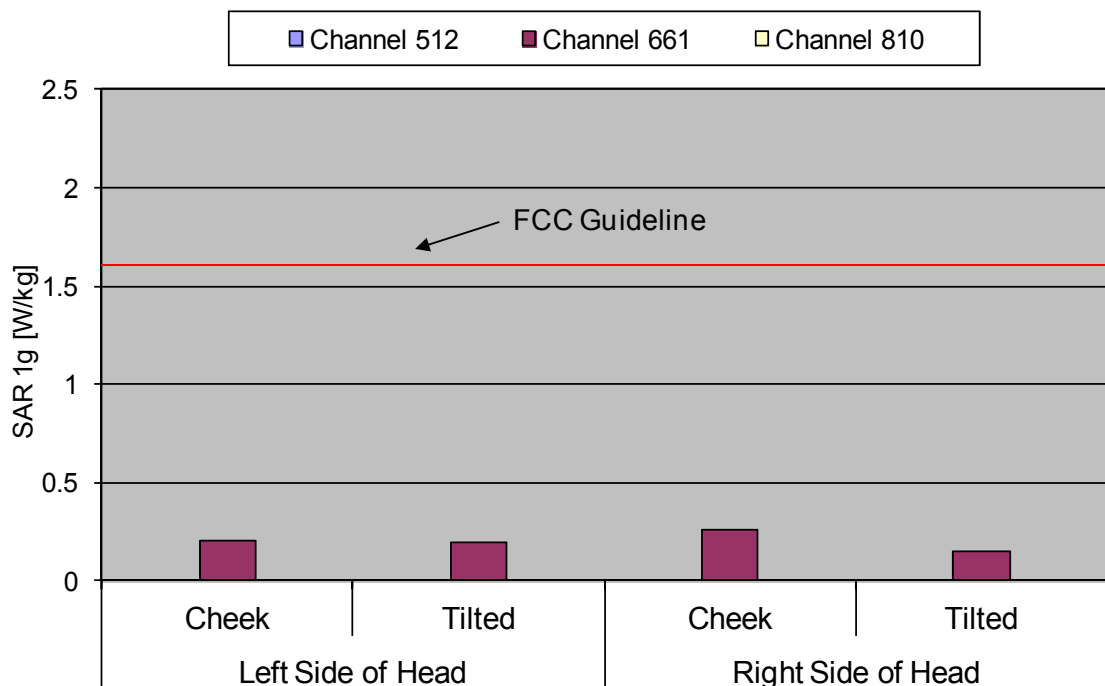 Channel 512 Channel 661 Channel 810
2.5
2
FCC Guideline
1.5
SAR 1g [W/kg]
1
0.5
0
Cheek Tilted Cheek Tilted
Left Side of Head Right Side of Head